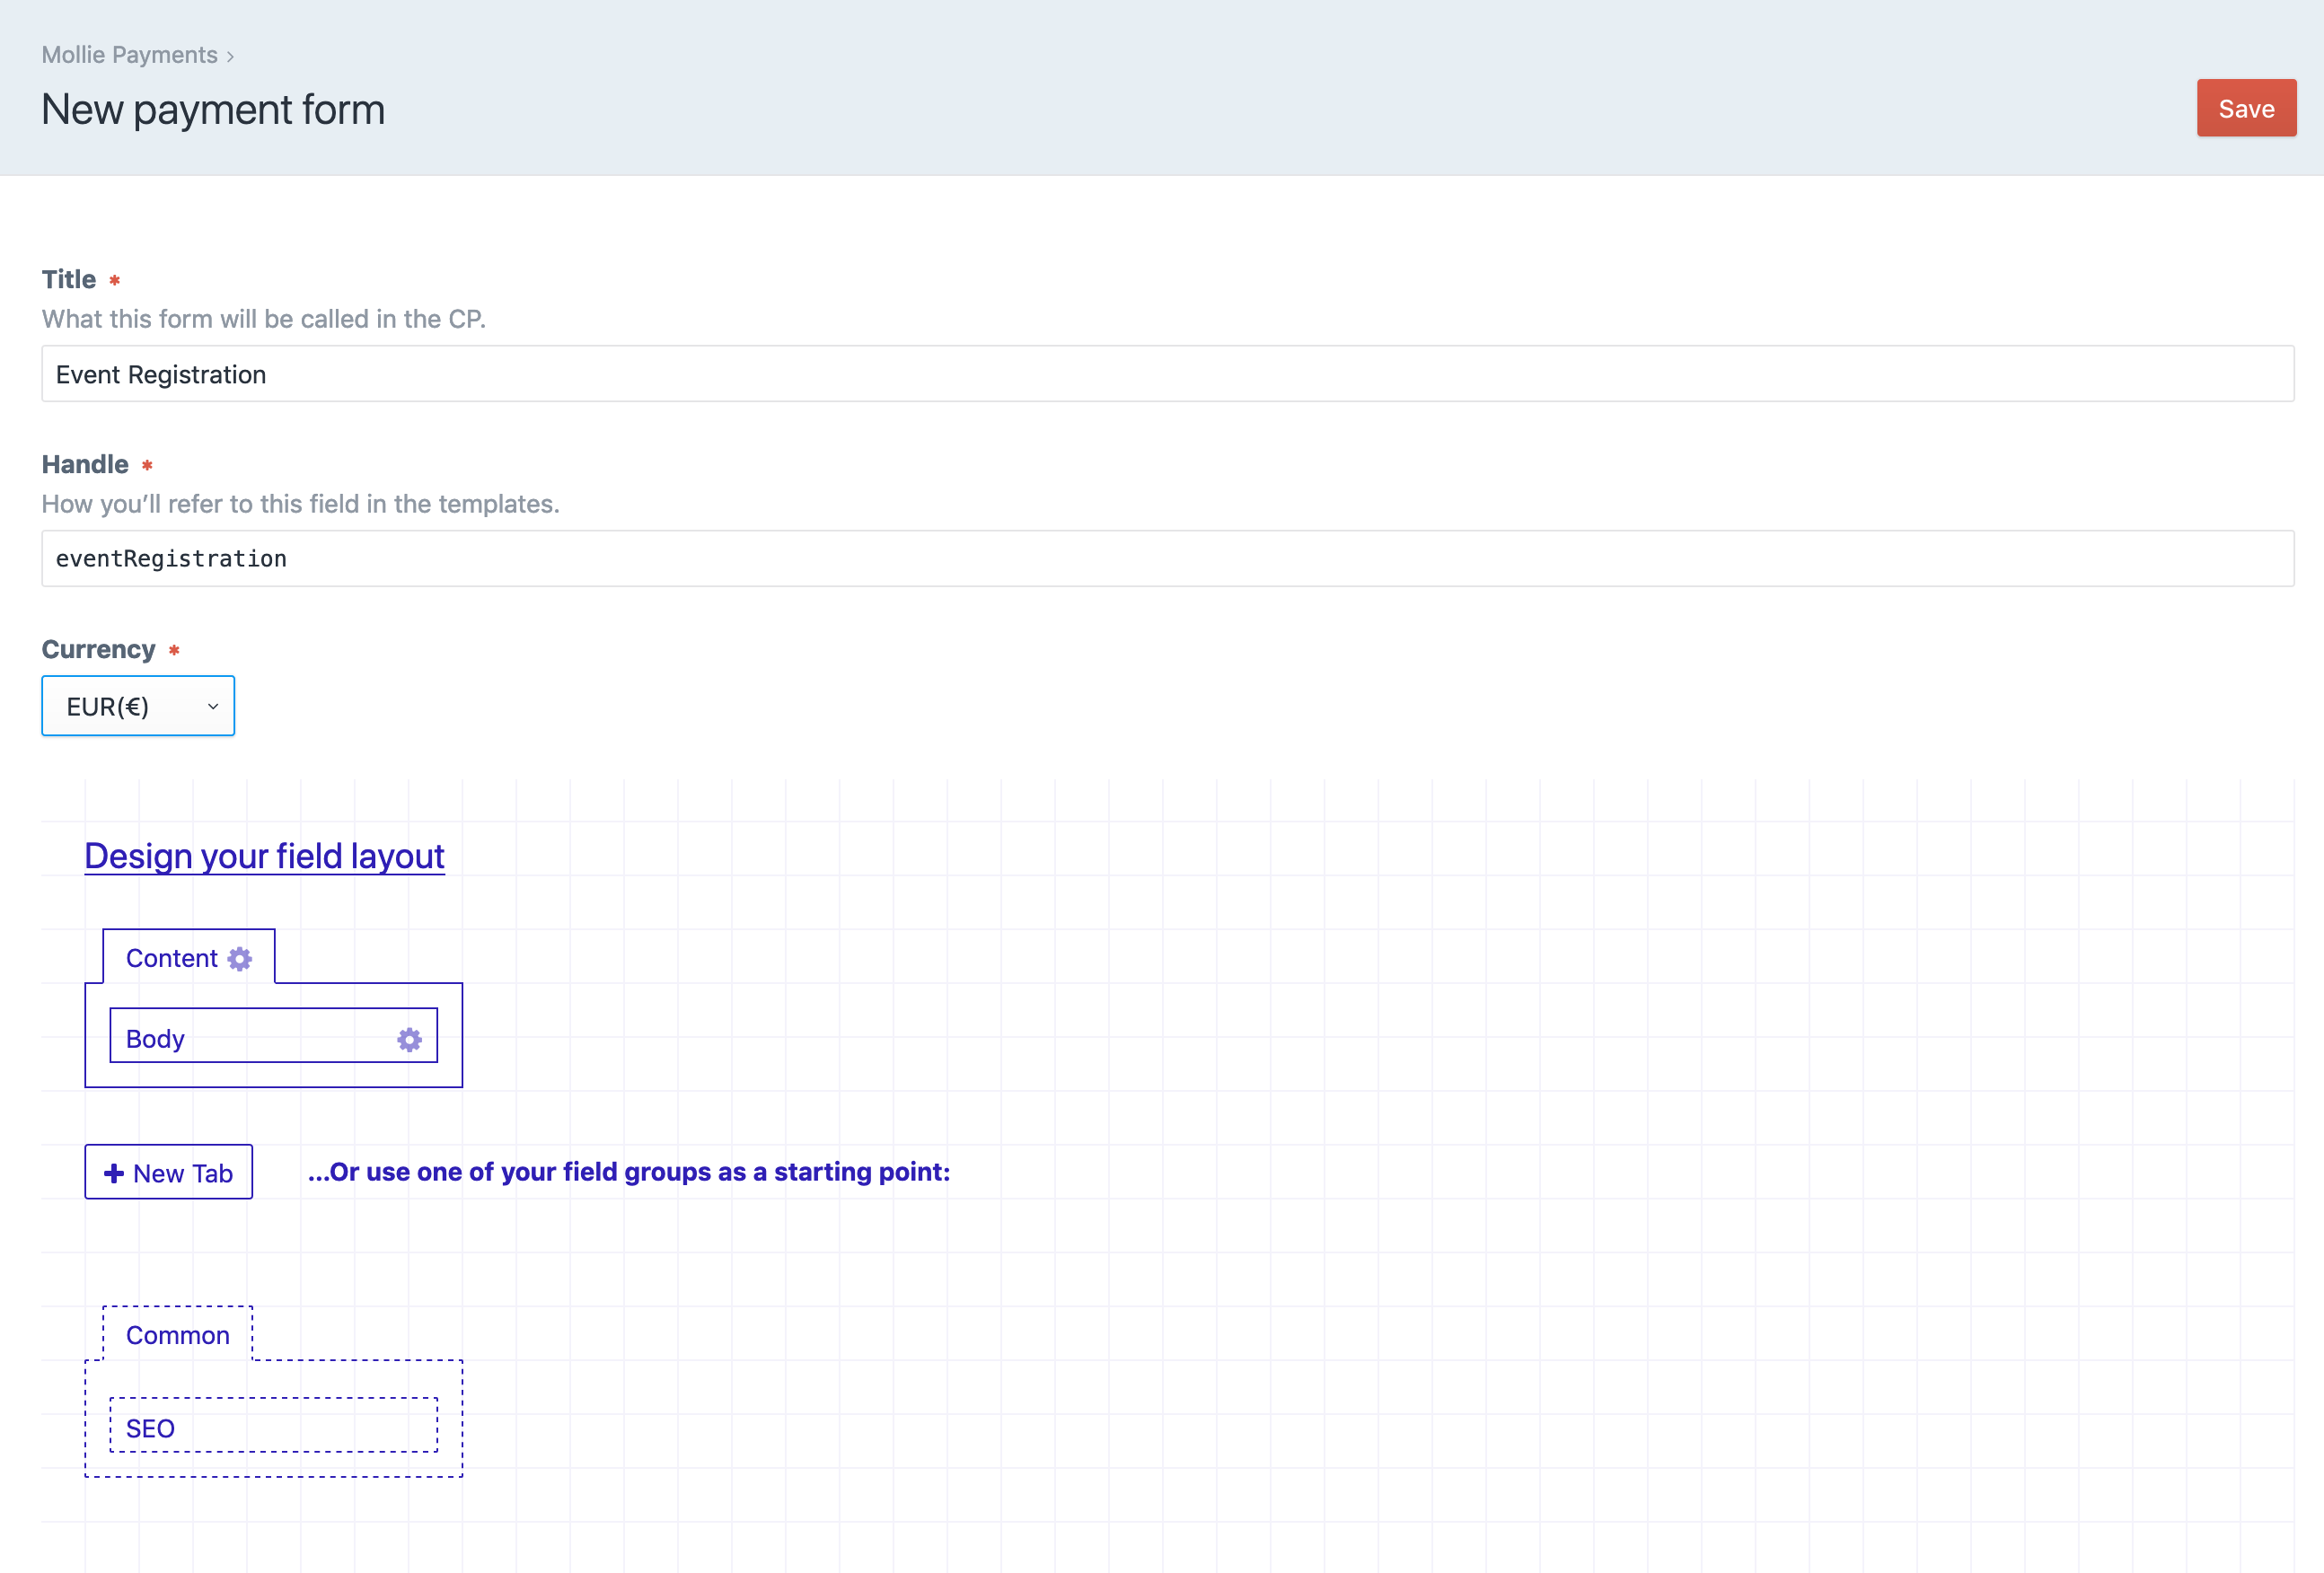 Mollie Payments ›
New payment form
Save
Title *
What this form will be called in the CP.
Event Registration
Handle *
How you’ll refer to this field in the templates.
eventRegistration
Currency *
EUR(€)
Design your field layout
Content
Body
+ New Tab
…Or use one of your field groups as a starting point:
Common
SEO